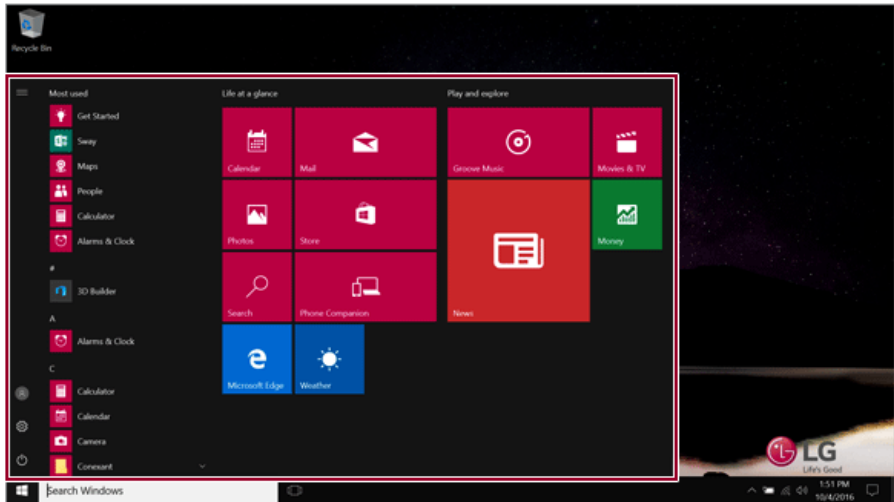 Recycle Bin
Most used
Get Started
Sway
Maps
People
Calculator
Alarms & Clock
#
3D Builder
A
Alarms & Clock
C
Calculator
Calendar
Camera
Conexant
Life at a glance
Calendar
Mail
Photos
Store
Search
Phone Companion
Microsoft Edge
Weather
Play and explore
Groove Music
Movies & TV
News
Money
LG
Life's Good
Search Windows
1:51 PM
10/4/2016